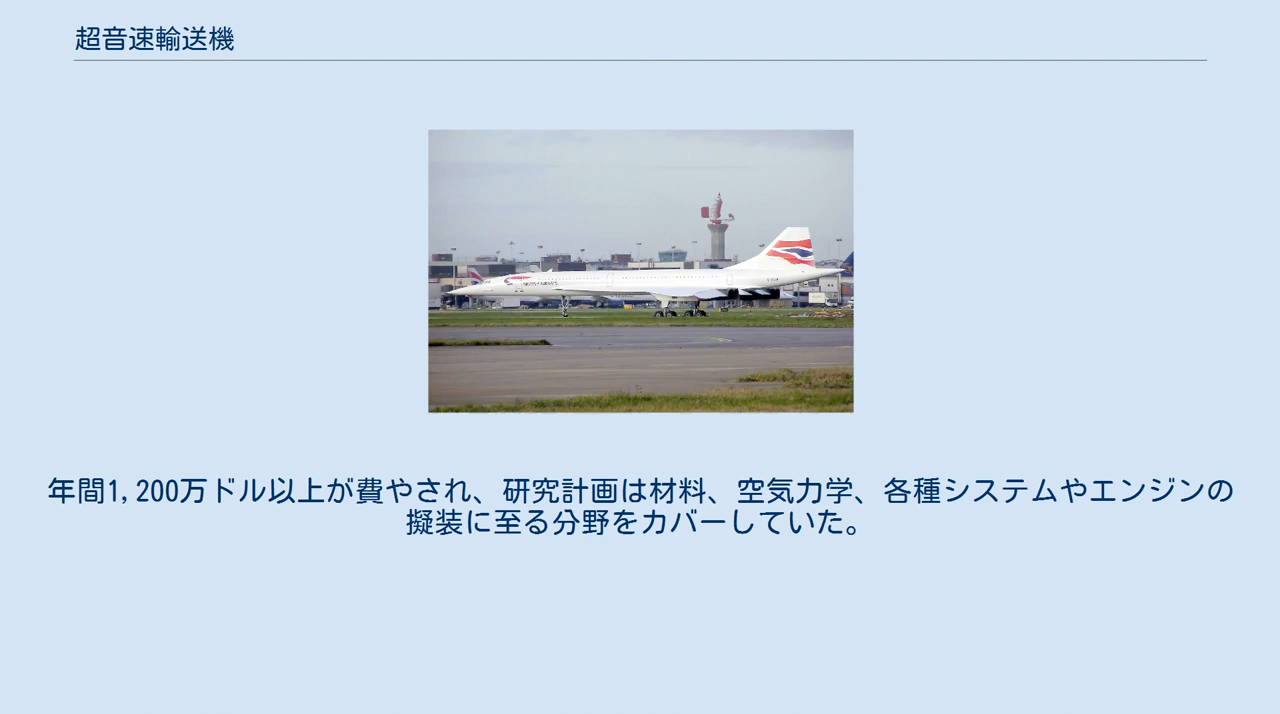 超音速輸送機
年間1,200万ドル以上が費やされ、研究計画は材料、空気力学、各種システムやエンジンの
擬装に至る分野をカバーしていた。